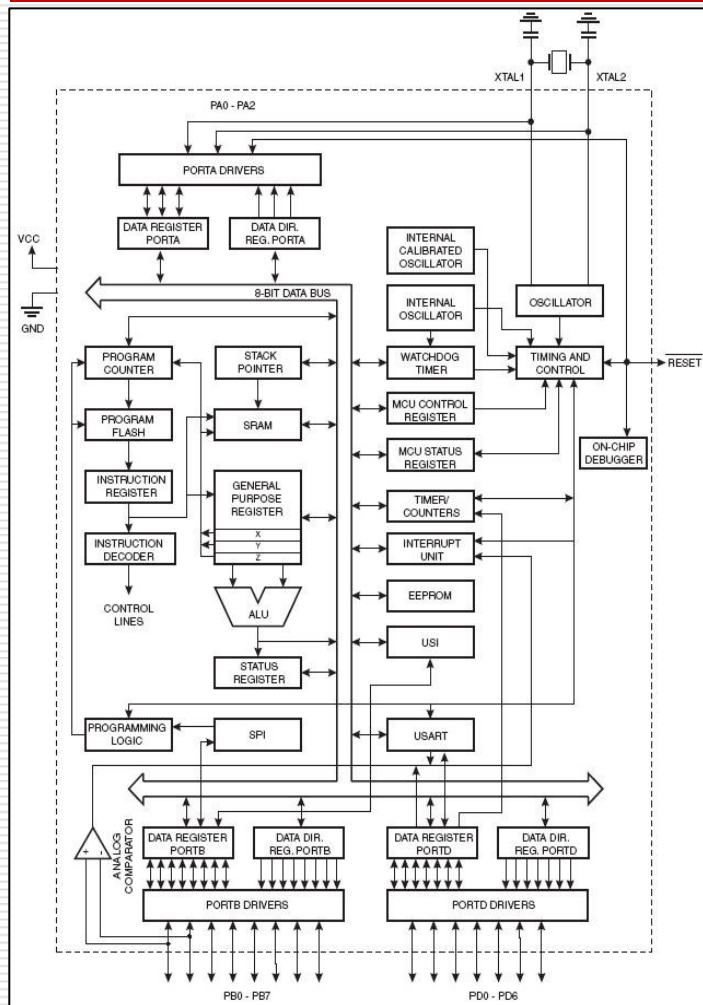 XTAL1
XTAL2
PA0 - PA2
PORTA DRIVERS
DATA REGISTER
PORTA
DATA DIR.
REG. PORTA
VCC
GND
8-BIT DATA BUS
INTERNAL
CALIBRATED
OSCILLATOR
INTERNAL
OSCILLATOR
OSCILLATOR
PROGRAM
COUNTER
STACK
POINTER
WATCHDOG
TIMER
TIMING AND
CONTROL
RESET
PROGRAM
FLASH
SRAM
MCU CONTROL
REGISTER
MCU STATUS
REGISTER
ON-CHIP
DEBUGGER
INSTRUCTION
REGISTER
GENERAL
PURPOSE
REGISTER
X
Y
Z
TIMER/
COUNTERS
INSTRUCTION
DECODER
INTERRUPT
UNIT
CONTROL
LINES
ALU
EEPROM
USI
STATUS
REGISTER
PROGRAMMING
LOGIC
SPI
USART
ANALOG
COMPARATOR
+ -
DATA REGISTER
PORTB
DATA DIR.
REG. PORTB
DATA REGISTER
PORTD
DATA DIR.
REG. PORTD
PORTB DRIVERS
PORTD DRIVERS
PB0 - PB7
PD0 - PD6